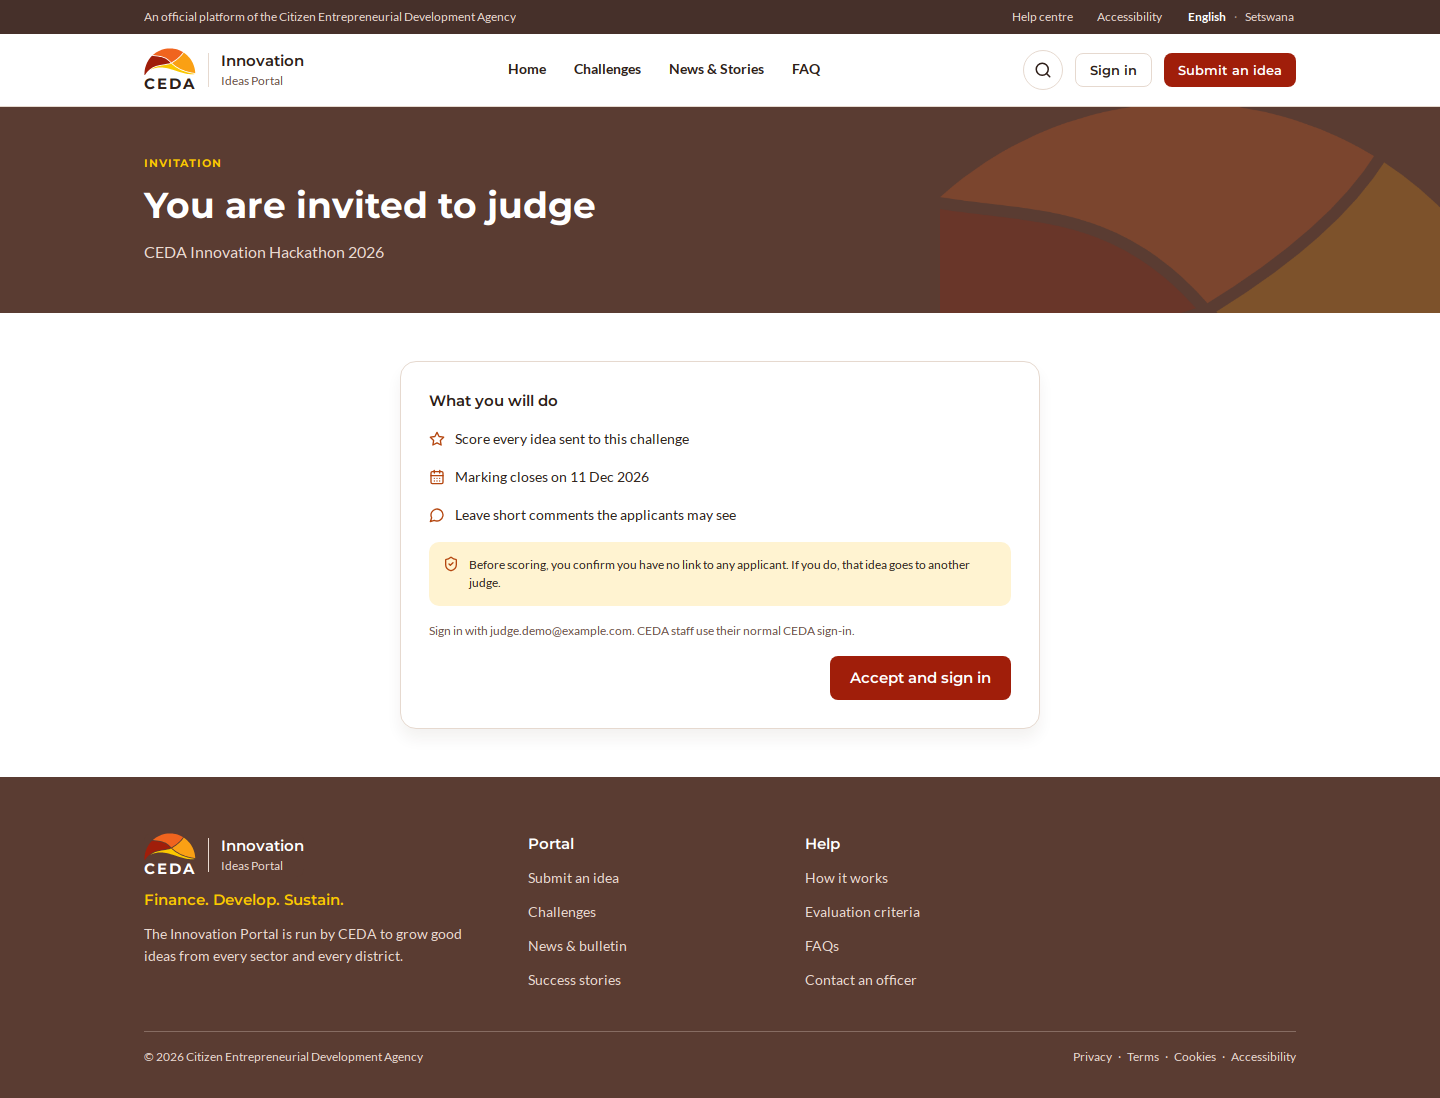 An official platform of the Citizen Entrepreneurial Development Agency
Help centre
Accessibility
English · Setswana
CEDA
Innovation
Ideas Portal
Home
Challenges
News & Stories
FAQ
Sign in
Submit an idea
INVITATION
You are invited to judge
CEDA Innovation Hackathon 2026
What you will do
Score every idea sent to this challenge
Marking closes on 11 Dec 2026
Leave short comments the applicants may see
Before scoring, you confirm you have no link to any applicant. If you do, that idea goes to another
judge.
Sign in with judge.demo@example.com. CEDA staff use their normal CEDA sign-in.
Accept and sign in
CEDA
Innovation
Ideas Portal
Finance. Develop. Sustain.
The Innovation Portal is run by CEDA to grow good
ideas from every sector and every district.
Portal
Submit an idea
Challenges
News & bulletin
Success stories
Help
How it works
Evaluation criteria
FAQs
Contact an officer
© 2026 Citizen Entrepreneurial Development Agency
Privacy · Terms · Cookies · Accessibility